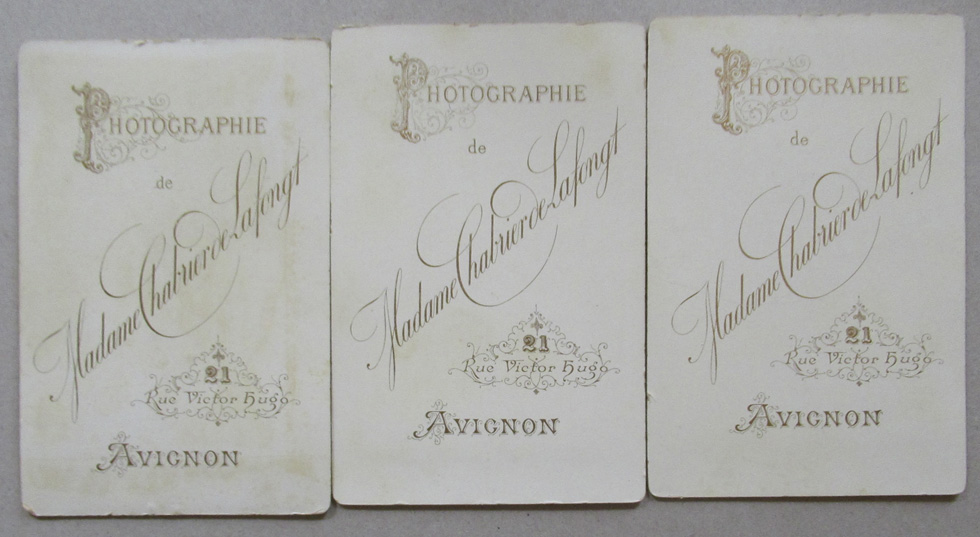 PHOTOGRAPHIE
de
Madame Chabrier de Lafongt
21
Rue Victor Hugo
AVIGNON
PHOTOGRAPHIE
de
Madame Chabrier de Lafongt
21
Rue Victor Hugo
AVIGNON
PHOTOGRAPHIE
de
Madame Chabrier de Lafongt
21
Rue Victor Hugo
AVIGNON